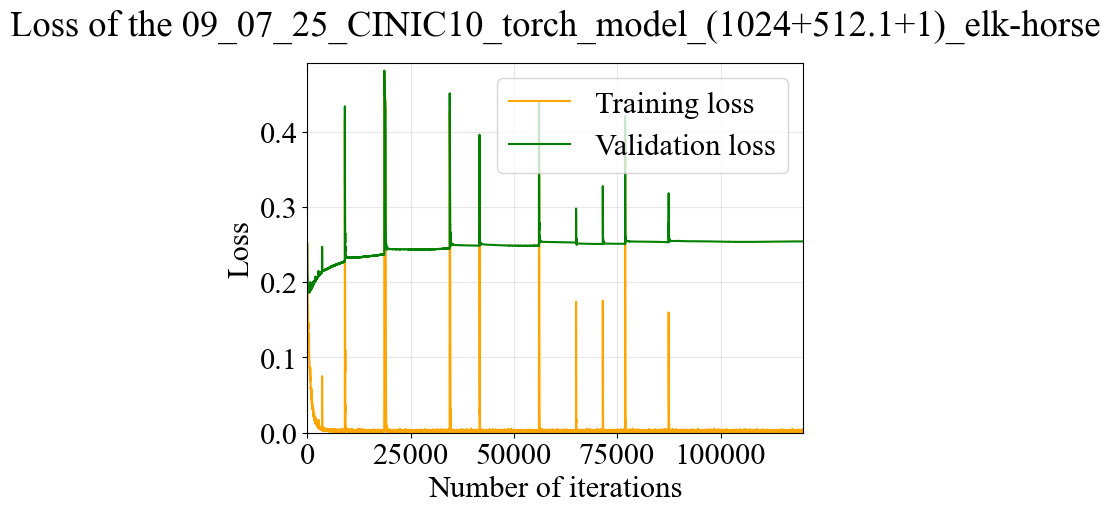 Loss of the 09_07_25_CINIC10_torch_model_(1024+512.1+1)_elk-horse
Training loss
Validation loss
Loss
0.4
0.3
0.2
0.1
0.0
0 25000 50000 75000 100000
Number of iterations